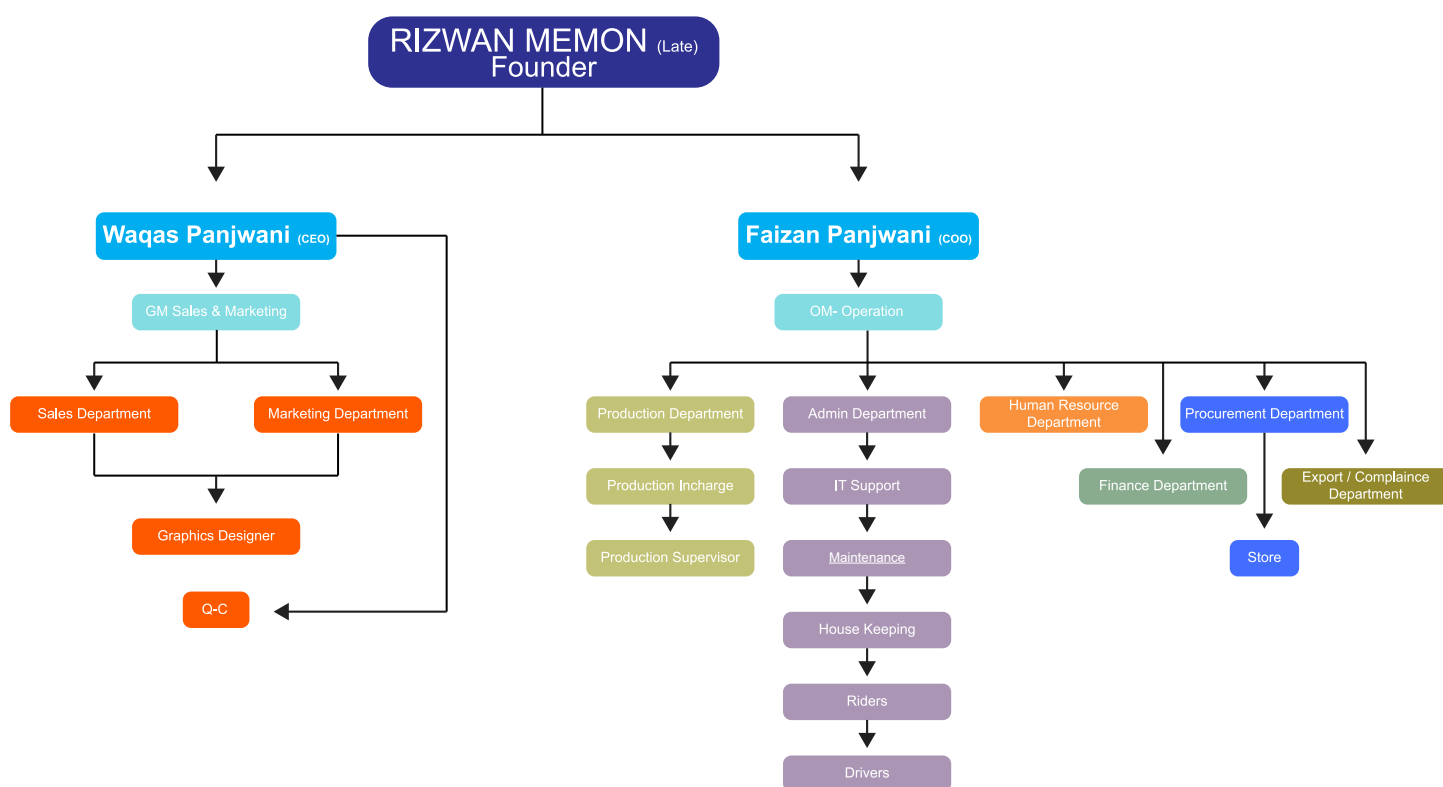 RIZWAN MEMON (Late)
Founder
Waqas Panjwani (CEO)
Faizan Panjwani (COO)
GM Sales & Marketing
OM- Operation
Sales Department
Marketing Department
Production Department
Admin Department
Human Resource
Department
Procurement Department
Production Incharge
IT Support
Finance Department
Export / Complaince
Department
Graphics Designer
Production Supervisor
Maintenance
Store
Q-C
House Keeping
Riders
Drivers